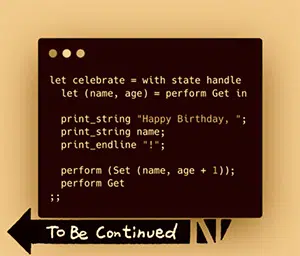 let celebrate = with state handle
  let (name, age) = perform Get in

  print_string "Happy Birthday, ";
  print_string name;
  print_endline "!";

  perform (Set (name, age + 1));
  perform Get
;;
To Be Continued